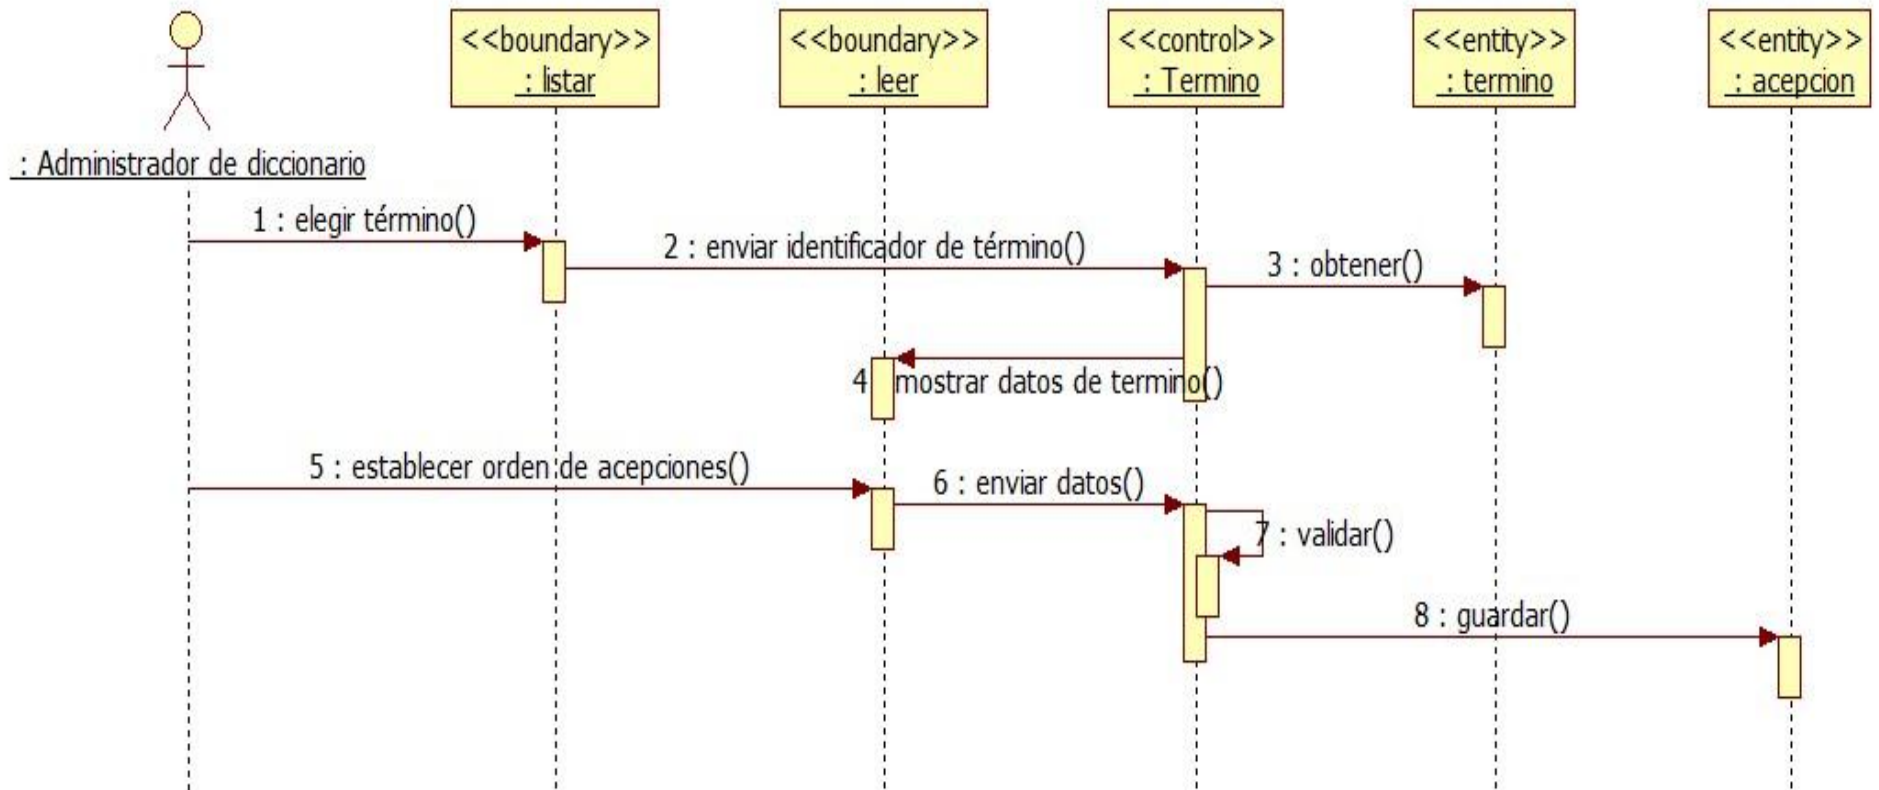 <<boundary>>
: listar
<<boundary>>
: leer
<<control>>
: Termino
<<entity>>
: termino
<<entity>>
: acepcion
: Administrador de diccionario
1 : elegir término()
2 : enviar identificador de término()
3 : obtener()
4 mostrar datos de termino()
5 : establecer orden de acepciones()
6 : enviar datos()
7 : validar()
8 : guardar()